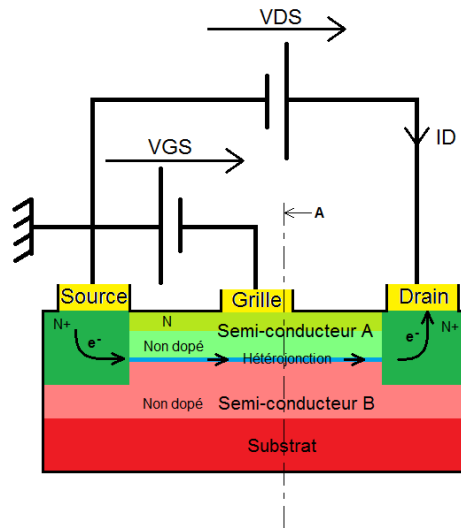 VDS
ID
VGS
A
Source
Grille
Drain
N+
N
Semi-conducteur A
N+
e-
Non dopé
e-
Hétérojonction
Non dopé
Semi-conducteur B
Substrat